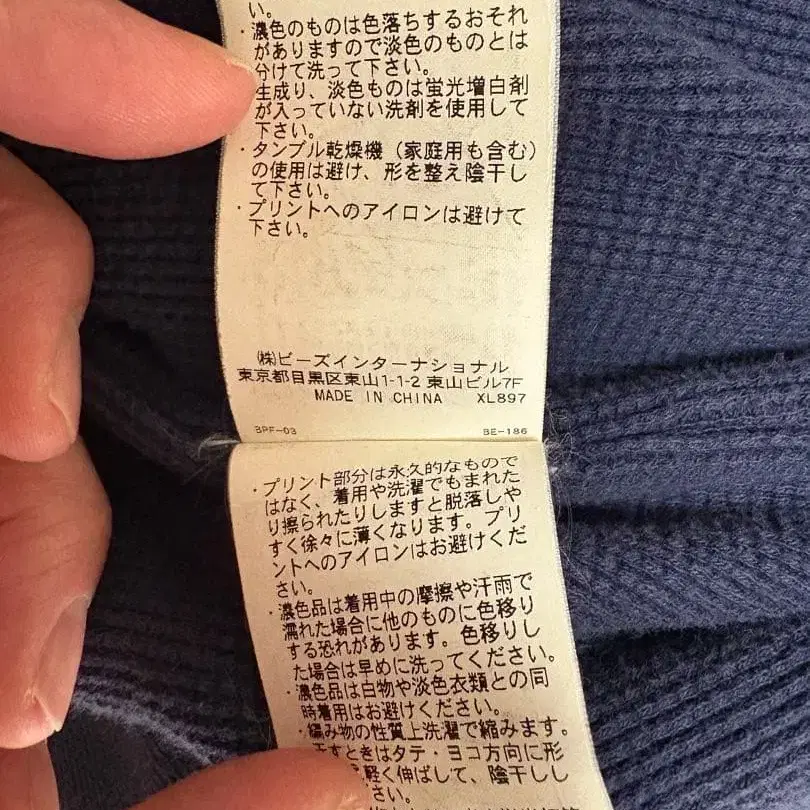 い。
・濃色のものは色落ちするおそれ
がありますので淡色のものとは
分けて洗って下さい。
生成り、淡色ものは蛍光増白剤
が入っていない洗剤を使用して
下さい。
・タンブル乾燥機（家庭用も含む）
の使用は避け、形を整え陰干し
て下さい。
・プリントへのアイロンは避けて
下さい。
㈱ビーズインターナショナル
東京都目黒区東山1-1-2 東山ビル7F
MADE IN CHINA XL897
BPF-03 BE-186
・プリント部分は永久的なもので
はなく、着用や洗濯でもまれた
り擦られたりしますと脱落しや
すく徐々に薄くなります。プリ
ントへのアイロンはお避けくだ
さい。
・濃色品は着用中の摩擦や汗雨で
濡れた場合に他のものに色移り
する恐れがあります。色移りし
た場合は早めに洗ってください。
・濃色品は白物や淡色衣類との同
時着用はお避けください。
・編み物の性質上洗濯で縮みます。
干すときはタテ・ヨコ方向に形
軽く伸ばして、陰干しし
さい。